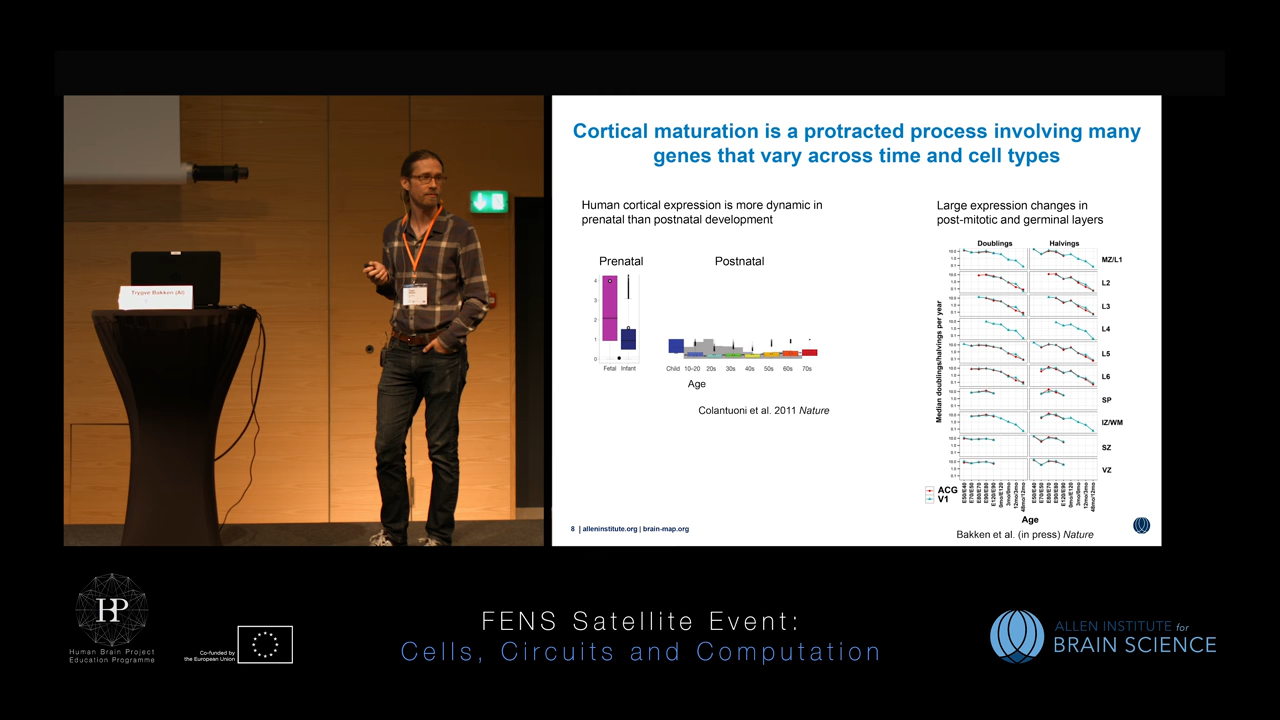 Trygve Bakken (AI)
Cortical maturation is a protracted process involving many
genes that vary across time and cell types
Human cortical expression is more dynamic in
prenatal than postnatal development
Prenatal
Postnatal
4
3
2
1
0
Fetal Infant
Child 10–20 20s 30s 40s 50s 60s 70s
Age
Colantuoni et al. 2011 Nature
Large expression changes in
post-mitotic and germinal layers
Doublings Halvings
MZ/L1
L2
L3
L4
L5
L6
SP
IZ/WM
SZ
VZ
Median doublings/halvings per year
ACG
V1
Age
Bakken et al. (in press) Nature
8 | alleninstitute.org | brain-map.org
HBP
Human Brain Project
Education Programme
Co-funded by
the European Union
FENS Satellite Event:
Cells, Circuits and Computation
ALLEN INSTITUTE for
BRAIN SCIENCE